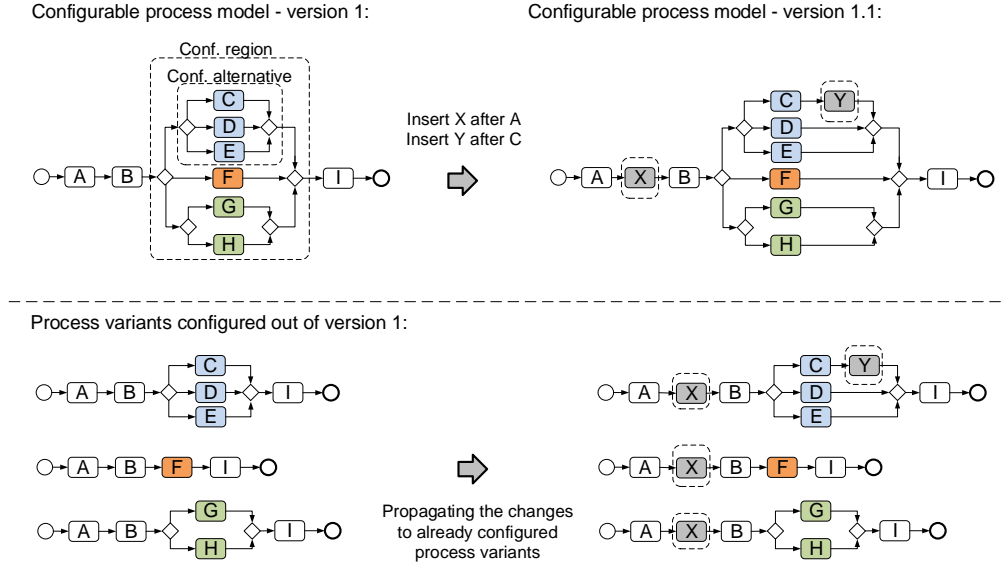 Configurable process model - version 1:
Configurable process model - version 1.1:
Conf. region
Conf. alternative
C
D
E
A
B
F
I
G
H
Insert X after A
Insert Y after C
C
Y
D
E
A
X
B
F
I
G
H
Process variants configured out of version 1:
C
A
B
D
I
E
A
B
F
I
G
A
B
I
H
Propagating the changes
to already configured
process variants
C
Y
A
X
B
D
I
E
A
X
B
F
I
G
A
X
B
I
H